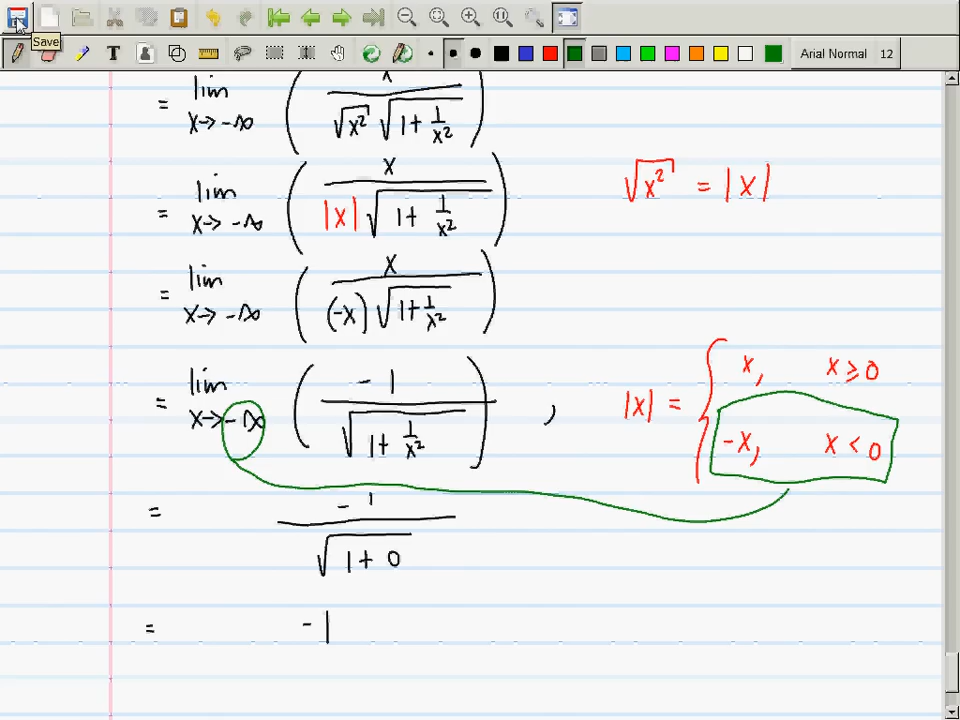 Save
T
Arial Normal 12
= lim x→-∞ ( x / √x² √1+1/x² )
= lim x→-∞ ( x / |x| √1+1/x² )
√x² = |x|
= lim x→-∞ ( x / (-x) √1+1/x² )
= lim x→-∞ ( -1 / √1+1/x² ) ,
|x| = { x, x ≥ 0
-x, x < 0
= -1 / √1+0
= -1